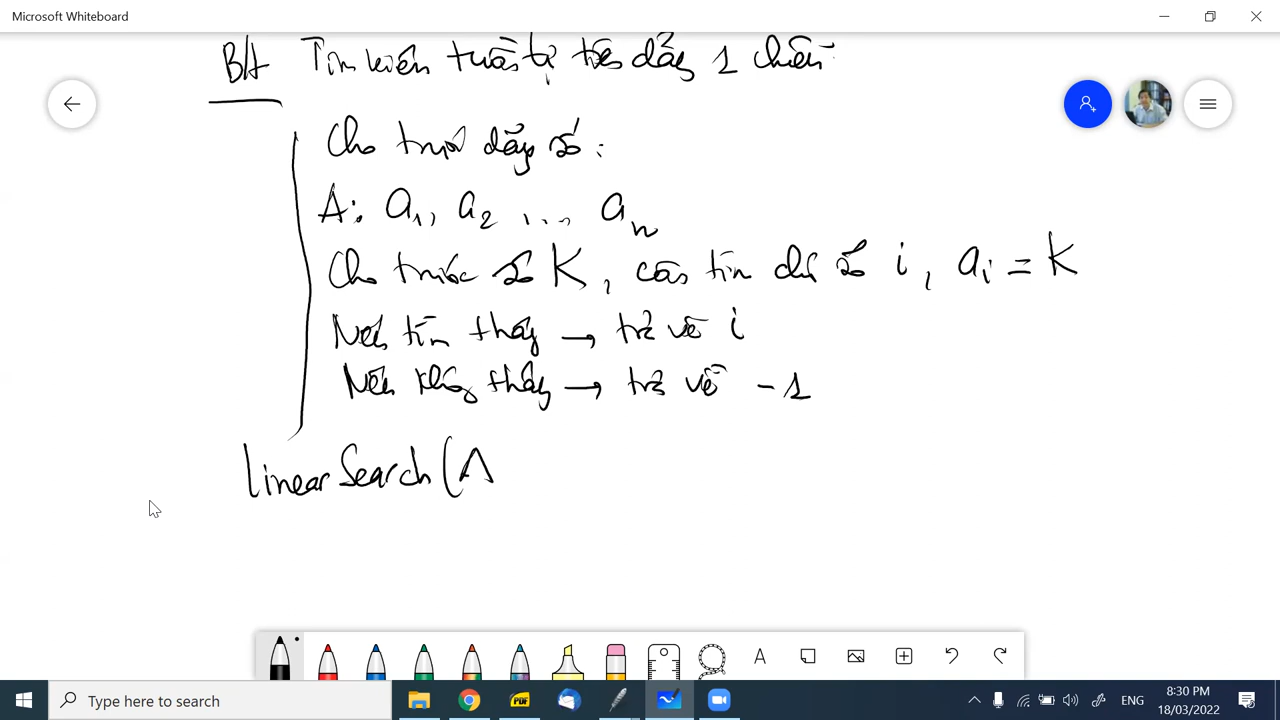 Microsoft Whiteboard
Tìm kiếm tuần tự trên dãy 1 chiều
Cho trước dãy số :
A: a1, a2 ... an
Cho trước số K, cần tìm chỉ số i, ai = K
Nếu tìm thấy → trả về i
Nếu không thấy → trả về -1
LinearSearch(A
Type here to search
PDF
ENG
8:30 PM
18/03/2022